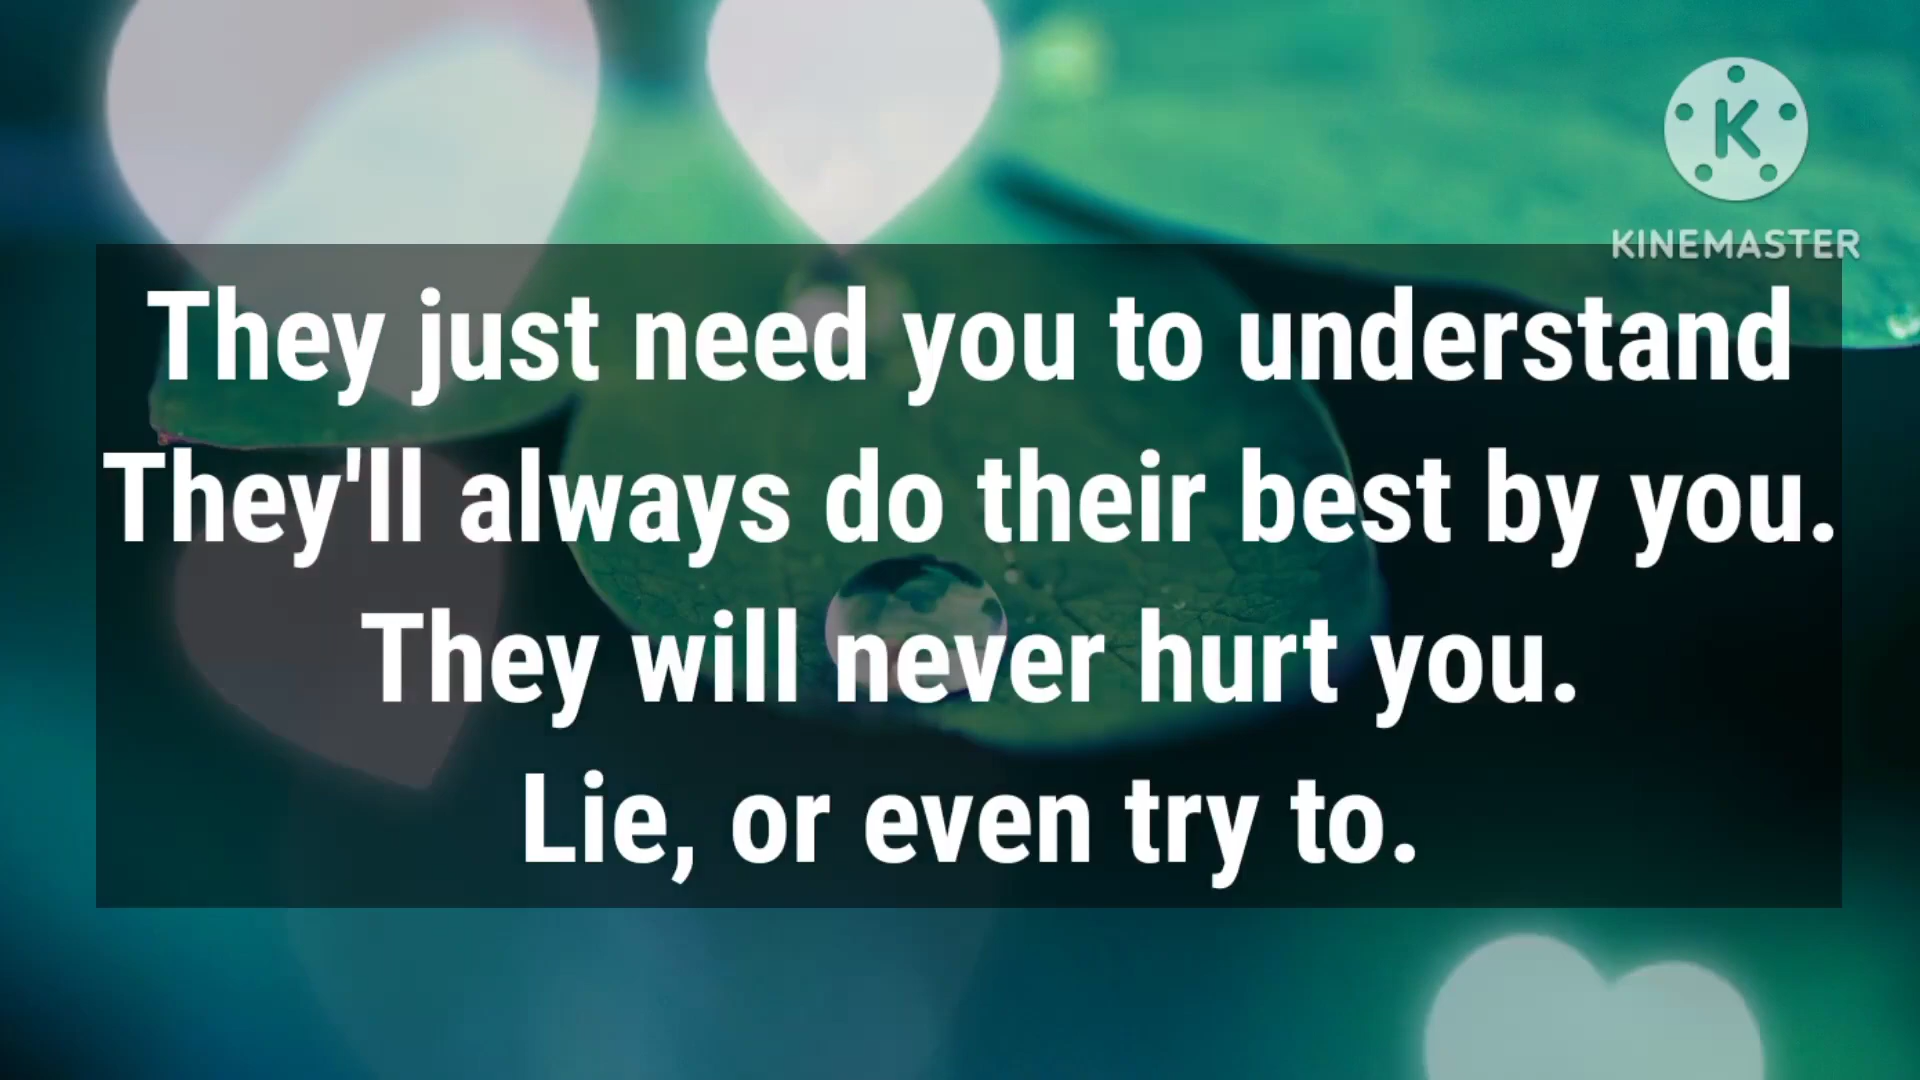 K
KINEMASTER
They just need you to understand
They'll always do their best by you.
They will never hurt you.
Lie, or even try to.